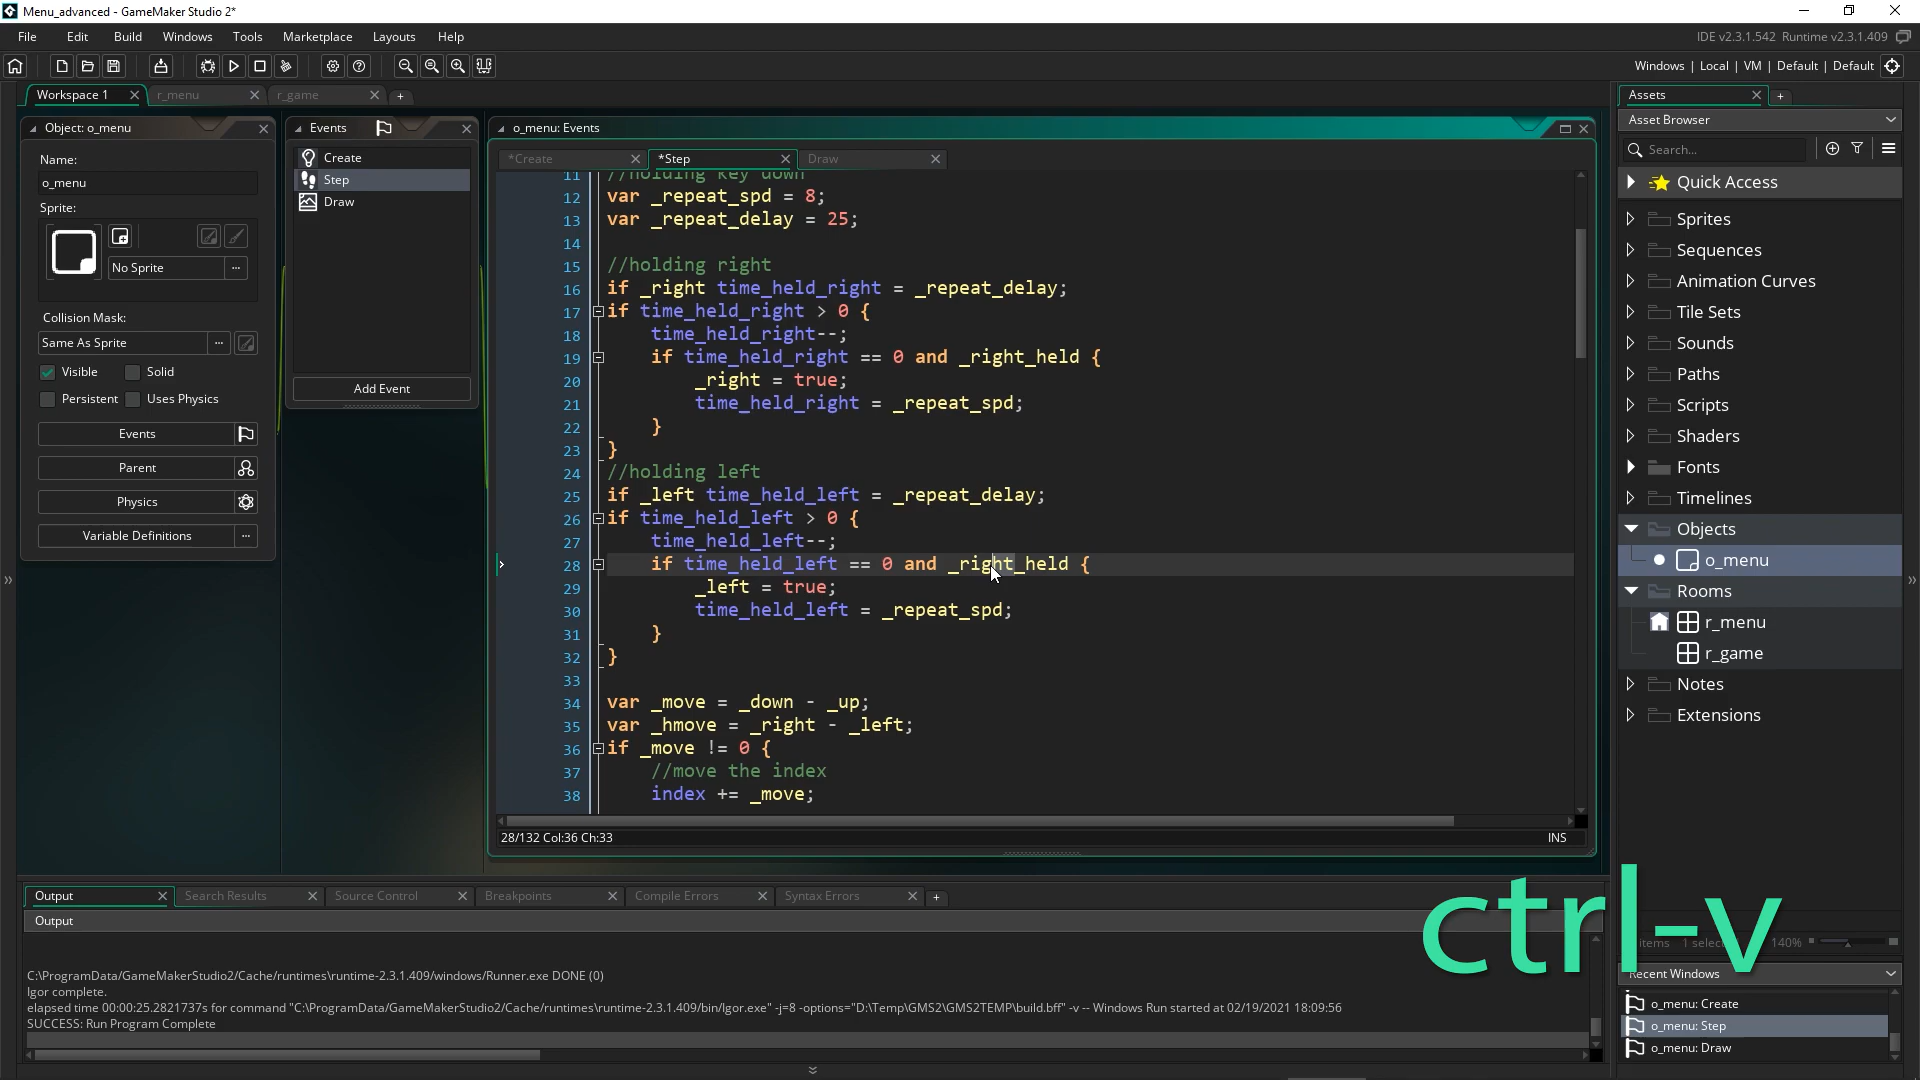 Menu_advanced - GameMaker Studio 2*
File Edit Build Windows Tools Marketplace Layouts Help
IDE v2.3.1.542 Runtime v2.3.1.409
Windows | Local | VM | Default | Default
Workspace 1
r_menu
r_game
Object: o_menu
Name:
o_menu
Sprite:
No Sprite
Collision Mask:
Same As Sprite
Visible
Solid
Persistent
Uses Physics
Events
Parent
Physics
Variable Definitions
Events
Create
Step
Draw
Add Event
o_menu: Events
*Create
*Step
Draw
11 //holding key down
12 var _repeat_spd = 8;
13 var _repeat_delay = 25;
14
15 //holding right
16 if _right time_held_right = _repeat_delay;
17 if time_held_right > 0 {
18 time_held_right--;
19 if time_held_right == 0 and _right_held {
20 _right = true;
21 time_held_right = _repeat_spd;
22 }
23 }
24 //holding left
25 if _left time_held_left = _repeat_delay;
26 if time_held_left > 0 {
27 time_held_left--;
28 if time_held_left == 0 and _right_held {
29 _left = true;
30 time_held_left = _repeat_spd;
31 }
32 }
33
34 var _move = _down - _up;
35 var _hmove = _right - _left;
36 if _move != 0 {
37 //move the index
38 index += _move;
28/132 Col:36 Ch:33
INS
Output
Search Results
Source Control
Breakpoints
Compile Errors
Syntax Errors
Output
C:\ProgramData/GameMakerStudio2/Cache/runtimes\runtime-2.3.1.409/windows/Runner.exe DONE (0)
Igor complete.
elapsed time 00:00:25.2821737s for command "C:\ProgramData/GameMakerStudio2/Cache/runtimes\runtime-2.3.1.409/bin/Igor.exe" -j=8 -options="D:\Temp\GMS2\GMS2TEMP\build.bff" -v -- Windows Run started at 02/19/2021 18:09:56
SUCCESS: Run Program Complete
Assets
Asset Browser
Search...
Quick Access
Sprites
Sequences
Animation Curves
Tile Sets
Sounds
Paths
Scripts
Shaders
Fonts
Timelines
Objects
o_menu
Rooms
r_menu
r_game
Notes
Extensions
ctrl-v
140%
Recent Windows
o_menu: Create
o_menu: Step
o_menu: Draw